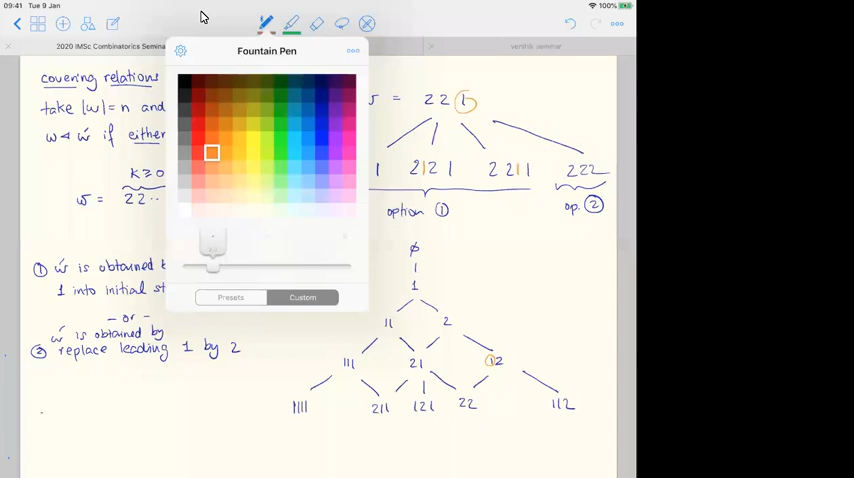 09:41 Tue 9 Jan
100%
2020 IMSc Combinatorics Semina
vershik seminar
Fountain Pen
covering relations
take |w| = n and
w ⋖ ẃ if either
k ≥ 0
w = 22..
= 221
1 2121 2211 222
option ①
op. ②
① ẃ is obtained b
1 into initial st
- or -
ẃ is obtained by
② replace leading 1 by 2
Presets Custom
∅
1
11 2
111 21 12
1111 211 121 22 112